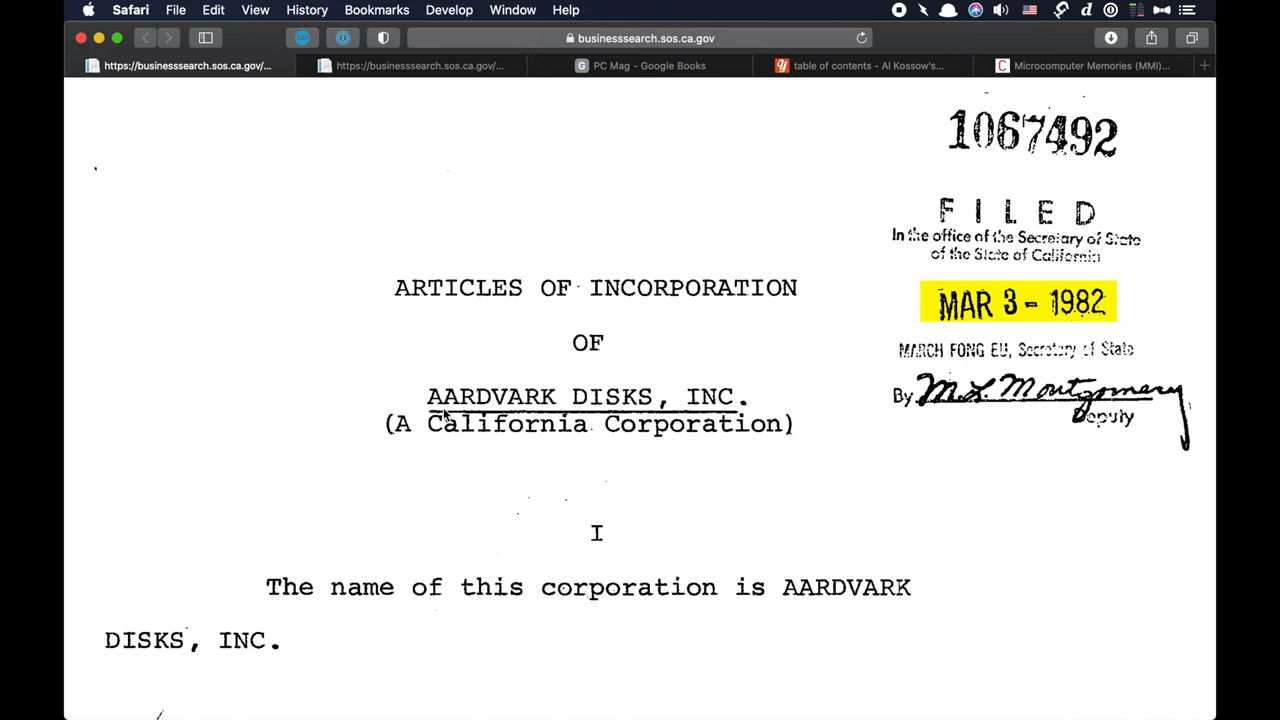 Safari File Edit View History Bookmarks Develop Window Help
businesssearch.sos.ca.gov
https://businesssearch.sos.ca.gov/... https://businesssearch.sos.ca.gov/... PC Mag - Google Books table of contents - Al Kossow's... Microcomputer Memories (MMI)...
1067492
FILED
In the office of the Secretary of State
of the State of California
MAR 3 - 1982
MARCH FONG EU, Secretary of State
By M. L. Montgomery
Deputy
ARTICLES OF INCORPORATION
OF
AARDVARK DISKS, INC.
(A California Corporation)
I
The name of this corporation is AARDVARK
DISKS, INC.